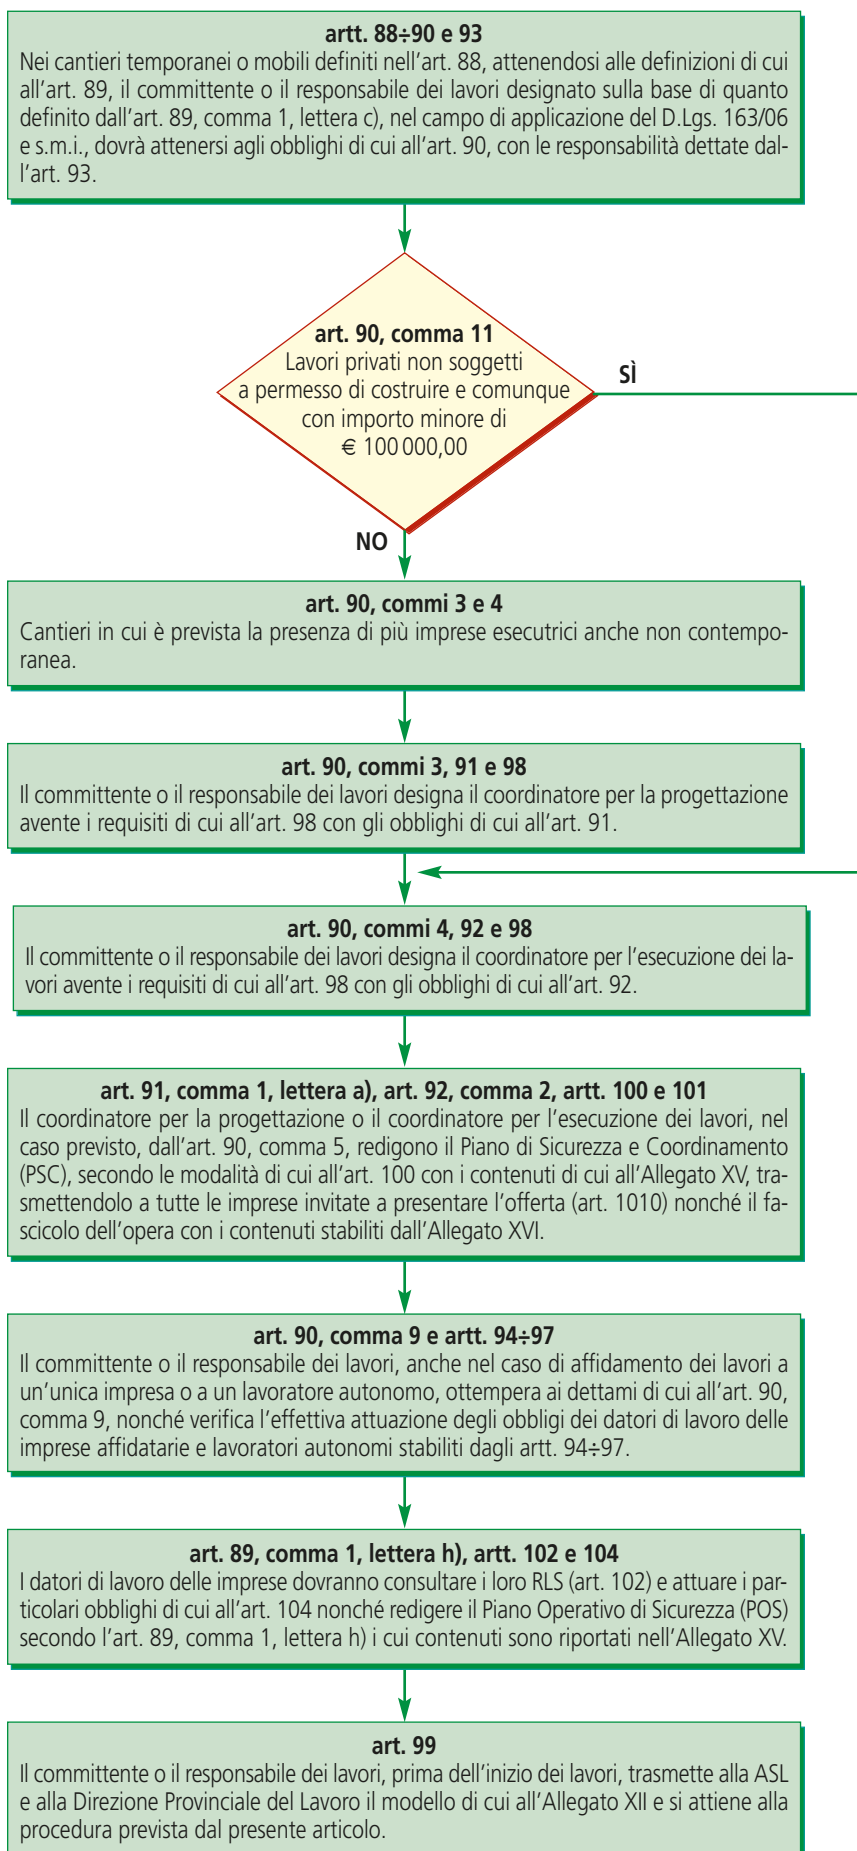 artt. 88÷90 e 93
Nei cantieri temporanei o mobili definiti nell'art. 88, attenendosi alle definizioni di cui
all'art. 89, il committente o il responsabile dei lavori designato sulla base di quanto
definito dall'art. 89, comma 1, lettera c), nel campo di applicazione del D.Lgs. 163/06
e s.m.i., dovrà attenersi agli obblighi di cui all'art. 90, con le responsabilità dettate dal-
l'art. 93.
art. 90, comma 11
Lavori privati non soggetti
a permesso di costruire e comunque
con importo minore di
€ 100 000,00
SÌ
NO
art. 90, commi 3 e 4
Cantieri in cui è prevista la presenza di più imprese esecutrici anche non contempo-
ranea.
art. 90, commi 3, 91 e 98
Il committente o il responsabile dei lavori designa il coordinatore per la progettazione
avente i requisiti di cui all'art. 98 con gli obblighi di cui all'art. 91.
art. 90, commi 4, 92 e 98
Il committente o il responsabile dei lavori designa il coordinatore per l'esecuzione dei la-
vori avente i requisiti di cui all'art. 98 con gli obblighi di cui all'art. 92.
art. 91, comma 1, lettera a), art. 92, comma 2, artt. 100 e 101
Il coordinatore per la progettazione o il coordinatore per l'esecuzione dei lavori, nel
caso previsto, dall'art. 90, comma 5, redigono il Piano di Sicurezza e Coordinamento
(PSC), secondo le modalità di cui all'art. 100 con i contenuti di cui all'Allegato XV, tra-
smettendolo a tutte le imprese invitate a presentare l'offerta (art. 1010) nonché il fa-
scicolo dell'opera con i contenuti stabiliti dall'Allegato XVI.
art. 90, comma 9 e artt. 94÷97
Il committente o il responsabile dei lavori, anche nel caso di affidamento dei lavori a
un'unica impresa o a un lavoratore autonomo, ottempera ai dettami di cui all'art. 90,
comma 9, nonché verifica l'effettiva attuazione degli obbligi dei datori di lavoro delle
imprese affidatarie e lavoratori autonomi stabiliti dagli artt. 94÷97.
art. 89, comma 1, lettera h), artt. 102 e 104
I datori di lavoro delle imprese dovranno consultare i loro RLS (art. 102) e attuare i par-
ticolari obblighi di cui all'art. 104 nonché redigere il Piano Operativo di Sicurezza (POS)
secondo l'art. 89, comma 1, lettera h) i cui contenuti sono riportati nell'Allegato XV.
art. 99
Il committente o il responsabile dei lavori, prima dell'inizio dei lavori, trasmette alla ASL
e alla Direzione Provinciale del Lavoro il modello di cui all'Allegato XII e si attiene alla
procedura prevista dal presente articolo.